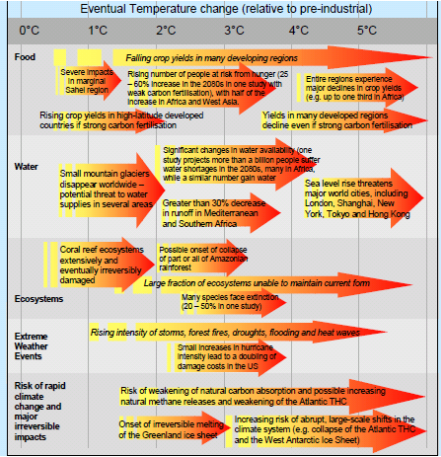 Eventual Temperature change (relative to pre-industrial)
0°C 1°C 2°C 3°C 4°C 5°C
Food
Falling crop yields in many developing regions
Severe impacts
in marginal
Sahel region
Rising number of people at risk from hunger (25
– 60% increase in the 2080s in one study with
weak carbon fertilisation), with half of the
increase in Africa and West Asia.
Entire regions experience
major declines in crop yields
(e.g. up to one third in Africa)
Rising crop yields in high-latitude developed
countries if strong carbon fertilisation
Yields in many developed regions
decline even if strong carbon fertilisation
Water
Small mountain glaciers
disappear worldwide –
potential threat to water
supplies in several areas
Significant changes in water availability (one
study projects more than a billion people suffer
water shortages in the 2080s, many in Africa,
while a similar number gain water
Greater than 30% decrease
in runoff in Mediterranean
and Southern Africa
Sea level rise threatens
major world cities, including
London, Shanghai, New
York, Tokyo and Hong Kong
Ecosystems
Coral reef ecosystems
extensively and
eventually irreversibly
damaged
Possible onset of collapse
of part or all of Amazonian
rainforest
Large fraction of ecosystems unable to maintain current form
Many species face extinction
(20 – 50% in one study)
Extreme
Weather
Events
Rising intensity of storms, forest fires, droughts, flooding and heat waves
Small increases in hurricane
intensity lead to a doubling of
damage costs in the US
Risk of rapid
climate
change and
major
irreversible
impacts
Risk of weakening of natural carbon absorption and possible increasing
natural methane releases and weakening of the Atlantic THC
Onset of irreversible melting
of the Greenland ice sheet
Increasing risk of abrupt, large-scale shifts in the
climate system (e.g. collapse of the Atlantic THC
and the West Antarctic Ice Sheet)